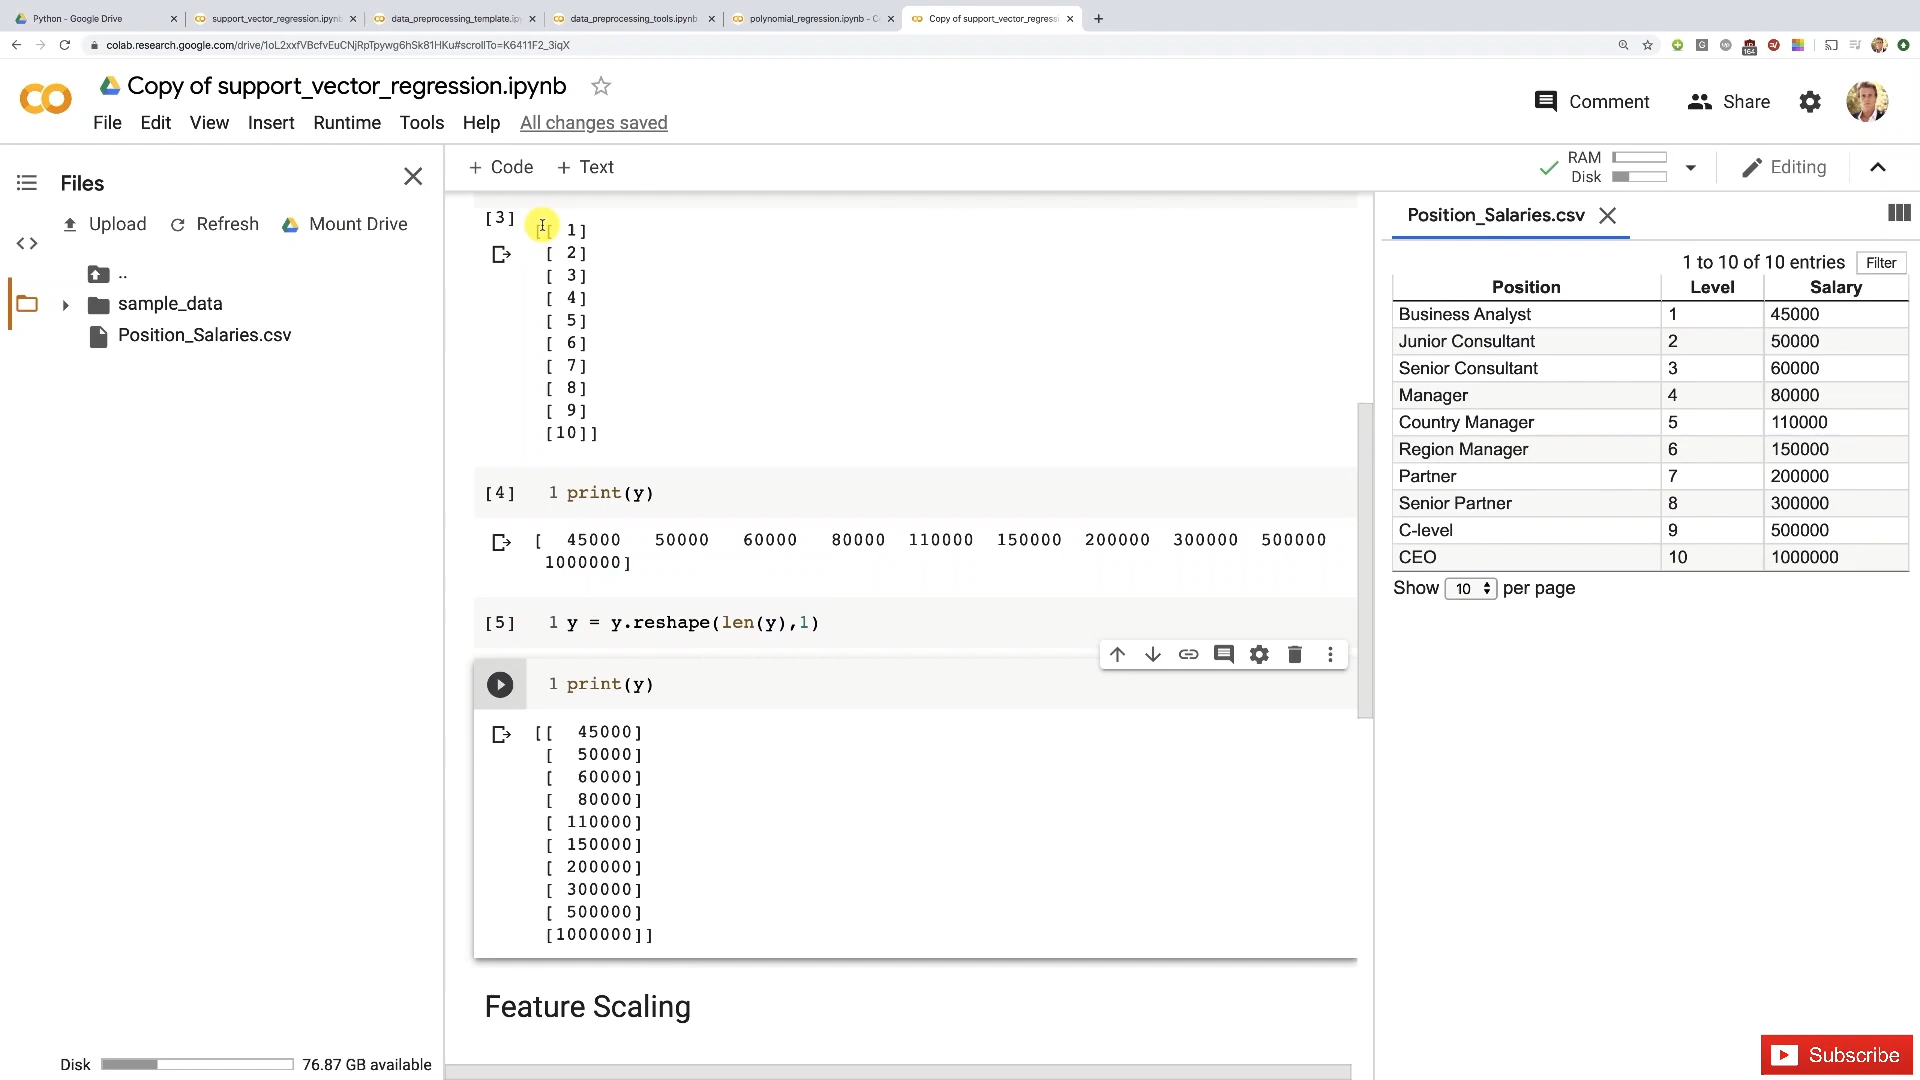 Python - Google Drive
support_vector_regression.ipynb
data_preprocessing_template.ip
data_preprocessing_tools.ipynb
polynomial_regression.ipynb - C
Copy of support_vector_regress
colab.research.google.com/drive/1oL2xxfVBcfvEuCNjRpTpywg6hSk81HKu#scrollTo=K6411F2_3iqX
164
Copy of support_vector_regression.ipynb
Comment
Share
File Edit View Insert Runtime Tools Help All changes saved
Files
+ Code + Text
RAM
Disk
Editing
Upload Refresh Mount Drive
..
sample_data
Position_Salaries.csv
Disk 76.87 GB available
[3]
[[ 1]
[ 2]
[ 3]
[ 4]
[ 5]
[ 6]
[ 7]
[ 8]
[ 9]
[10]]
[4] 1 print(y)
[ 45000 50000 60000 80000 110000 150000 200000 300000 500000
1000000]
[5] 1 y = y.reshape(len(y),1)
1 print(y)
[[ 45000]
[ 50000]
[ 60000]
[ 80000]
[ 110000]
[ 150000]
[ 200000]
[ 300000]
[ 500000]
[1000000]]
Feature Scaling
Position_Salaries.csv
1 to 10 of 10 entries Filter
Position Level Salary
Business Analyst 1 45000
Junior Consultant 2 50000
Senior Consultant 3 60000
Manager 4 80000
Country Manager 5 110000
Region Manager 6 150000
Partner 7 200000
Senior Partner 8 300000
C-level 9 500000
CEO 10 1000000
Show 10 per page
Subscribe